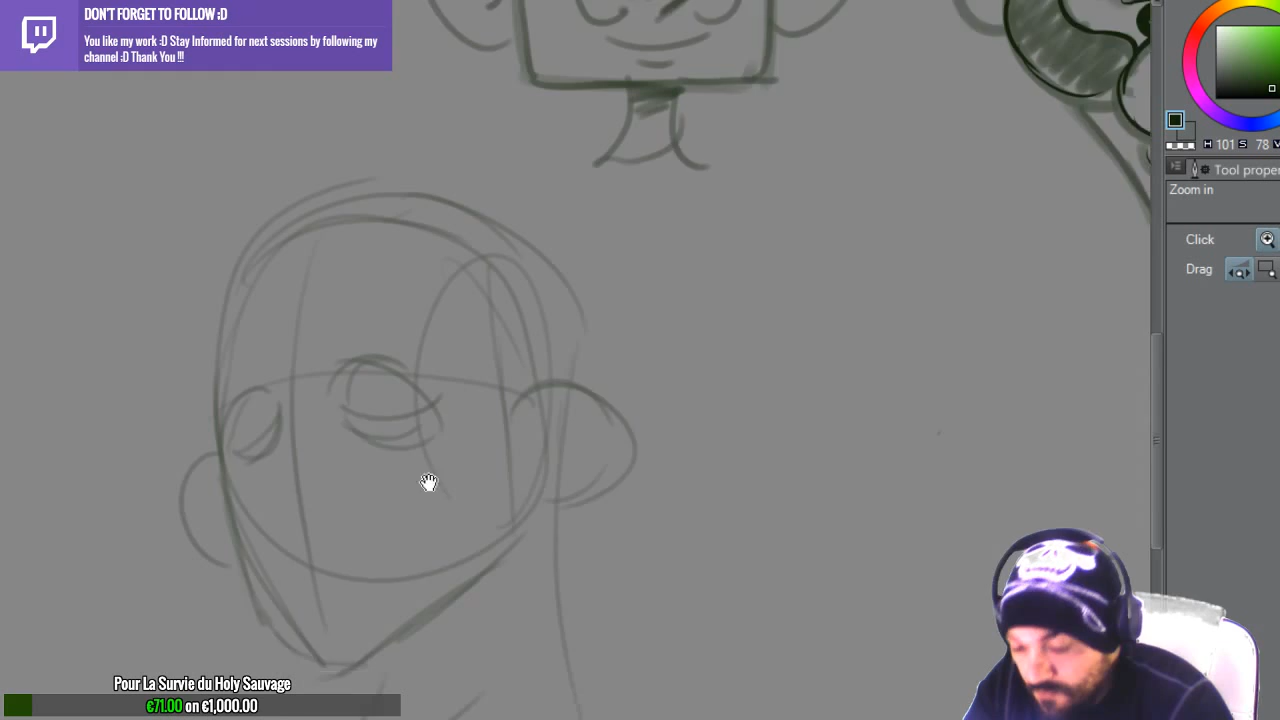 DON'T FORGET TO FOLLOW :D
You like my work :D Stay Informed for next sessions by following my
channel :D Thank You !!!
H 101 S 78 V
Tool proper
Zoom in
Click
Drag
Pour La Survie du Holy Sauvage
€71.00 on €1,000.00